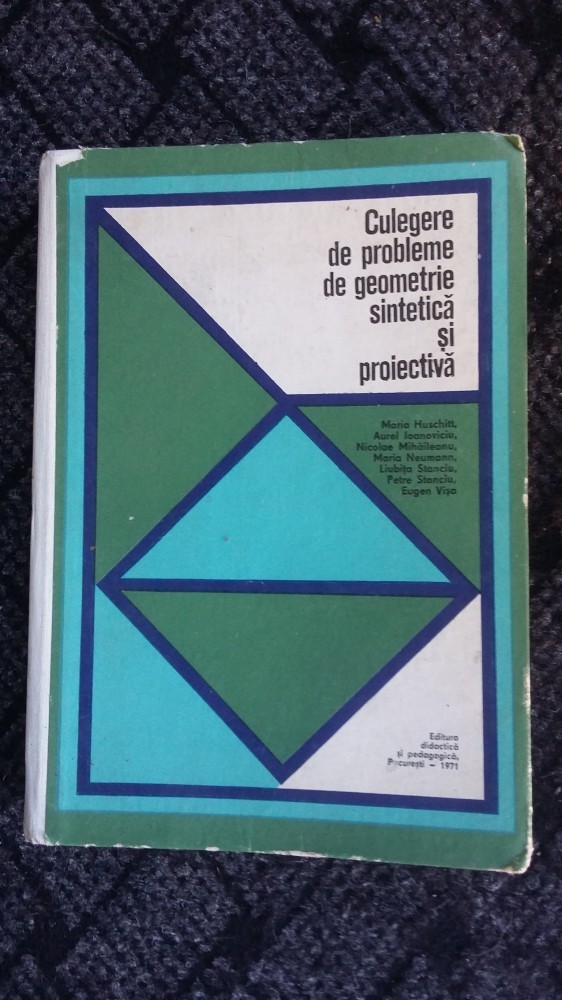 Culegere
de probleme
de geometrie
sintetică
și
proiectivă
Maria Huschitt,
Aurel Ioanoviciu,
Nicolae Mihăileanu,
Maria Neumann,
Liubița Stanciu,
Petre Stanciu,
Eugen Vișa
Editura
didactică
și pedagogică,
București - 1971